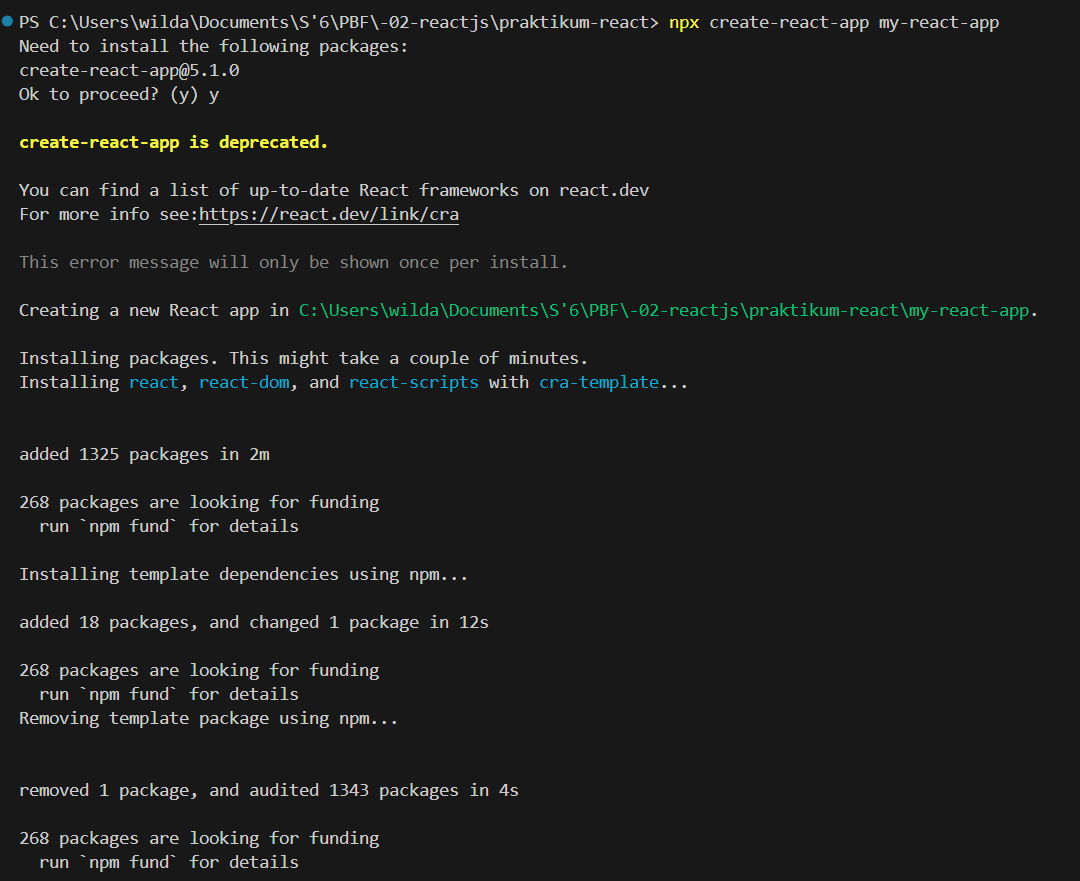 PS C:\Users\wilda\Documents\S'6\PBF\-02-reactjs\praktikum-react> npx create-react-app my-react-app
Need to install the following packages:
create-react-app@5.1.0
Ok to proceed? (y) y
create-react-app is deprecated.
You can find a list of up-to-date React frameworks on react.dev
For more info see:https://react.dev/link/cra
This error message will only be shown once per install.
Creating a new React app in C:\Users\wilda\Documents\S'6\PBF\-02-reactjs\praktikum-react\my-react-app.
Installing packages. This might take a couple of minutes.
Installing react, react-dom, and react-scripts with cra-template...
added 1325 packages in 2m
268 packages are looking for funding
  run `npm fund` for details
Installing template dependencies using npm...
added 18 packages, and changed 1 package in 12s
268 packages are looking for funding
  run `npm fund` for details
Removing template package using npm...
removed 1 package, and audited 1343 packages in 4s
268 packages are looking for funding
  run `npm fund` for details